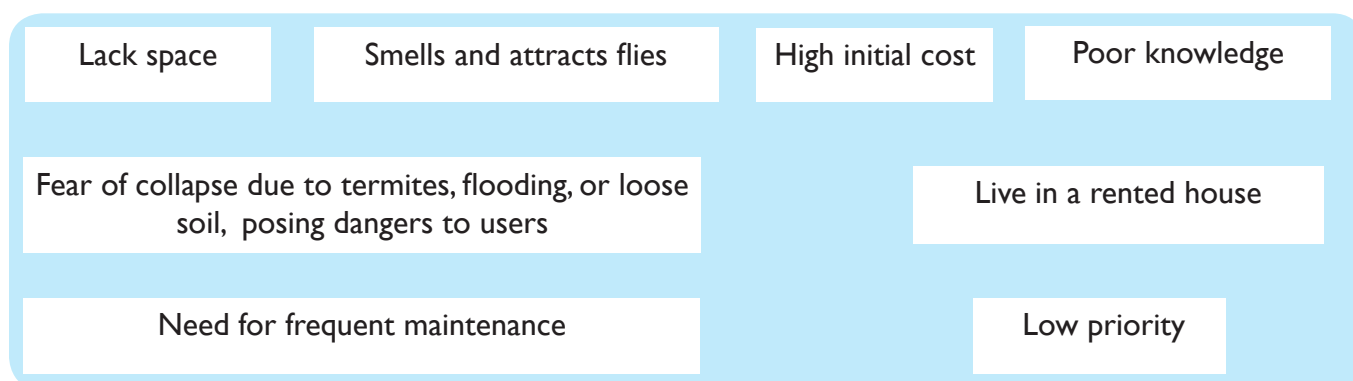 Lack space
Smells and attracts flies
High initial cost
Poor knowledge
Fear of collapse due to termites, flooding, or loose
soil, posing dangers to users
Live in a rented house
Need for frequent maintenance
Low priority